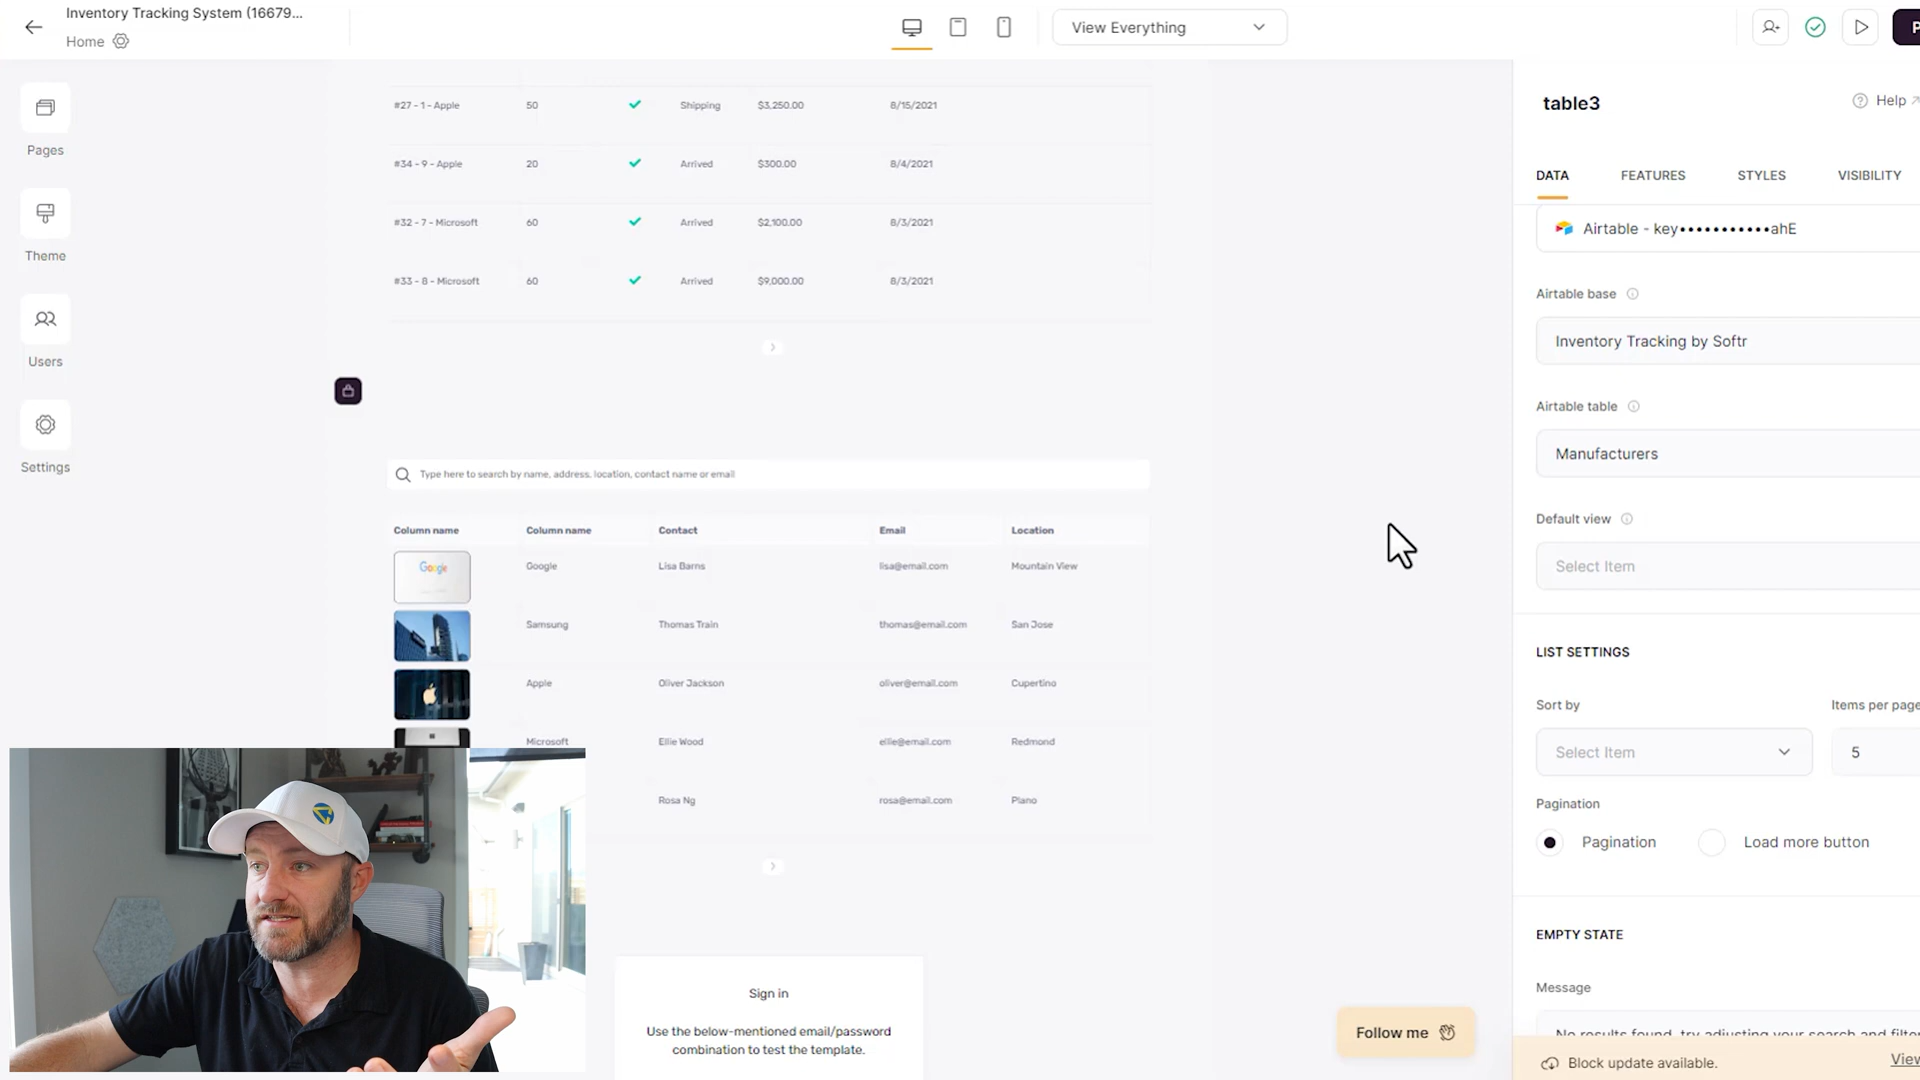 Inventory Tracking System (16679...
Home
View Everything
Pages
Theme
Users
Settings
#27 - 1 - Apple 50 Shipping $3,250.00 8/15/2021
#34 - 9 - Apple 20 Arrived $300.00 8/4/2021
#32 - 7 - Microsoft 60 Arrived $2,100.00 8/3/2021
#33 - 8 - Microsoft 60 Arrived $9,000.00 8/3/2021
Type here to search by name, address, location, contact name or email
Column name Column name Contact Email Location
Google Google Lisa Barns lisa@email.com Mountain View
Samsung Thomas Train thomas@email.com San Jose
Apple Oliver Jackson oliver@email.com Cupertino
Microsoft Ellie Wood ellie@email.com Redmond
Rosa Ng rosa@email.com Plano
Sign in
Use the below-mentioned email/password
combination to test the template.
Follow me
table3
Help
DATA FEATURES STYLES VISIBILITY
Airtable - key•••••••••••ahE
Airtable base
Inventory Tracking by Softr
Airtable table
Manufacturers
Default view
Select Item
LIST SETTINGS
Sort by Items per page
Select Item 5
Pagination
Pagination Load more button
EMPTY STATE
Message
No results found, try adjusting your search and filter
Block update available. View